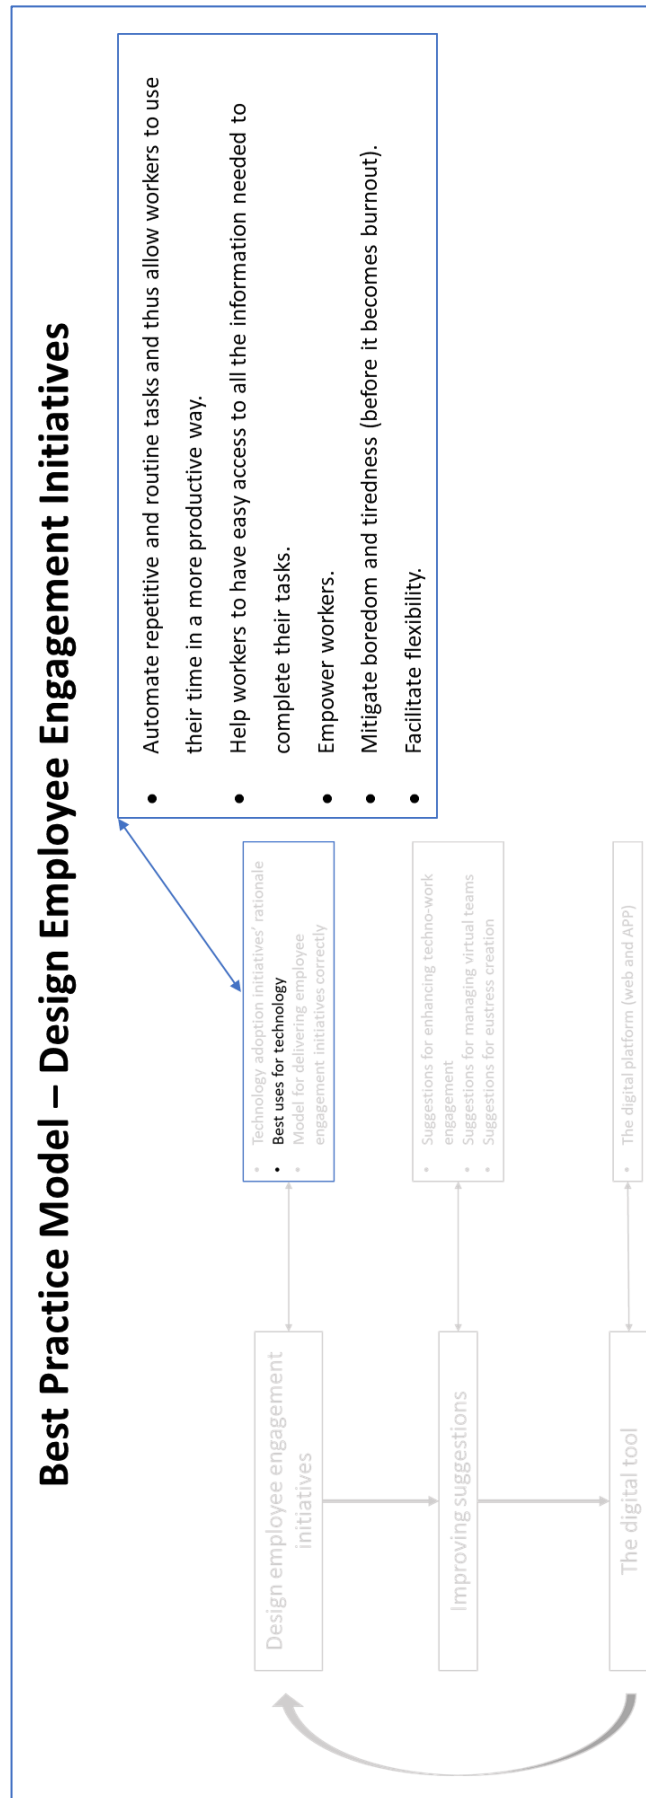 Best Practice Model – Design Employee Engagement Initiatives
Design employee engagement
initiatives
• Technology adoption initiatives' rationale
• Best uses for technology
• Model for delivering employee
engagement initiatives correctly
• Automate repetitive and routine tasks and thus allow workers to use
their time in a more productive way.
• Help workers to have easy access to all the information needed to
complete their tasks.
• Empower workers.
• Mitigate boredom and tiredness (before it becomes burnout).
• Facilitate flexibility.
Improving suggestions
• Suggestions for enhancing techno-work
engagement
• Suggestions for managing virtual teams
• Suggestions for eustress creation
The digital tool
• The digital platform (web and APP)